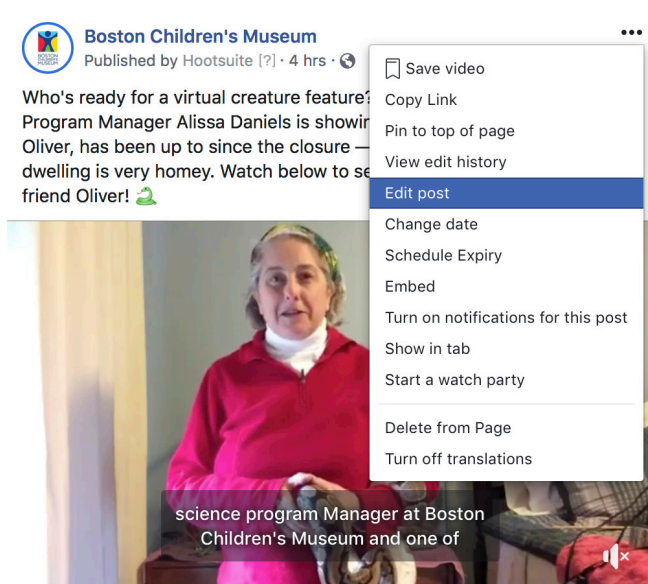 Boston Children's Museum
Published by Hootsuite [?] · 4 hrs ·
Who's ready for a virtual creature feature?
Program Manager Alissa Daniels is showin
Oliver, has been up to since the closure —
dwelling is very homey. Watch below to se
friend Oliver! 🐍
Save video
Copy Link
Pin to top of page
View edit history
Edit post
Change date
Schedule Expiry
Embed
Turn on notifications for this post
Show in tab
Start a watch party
Delete from Page
Turn off translations
science program Manager at Boston
Children's Museum and one of